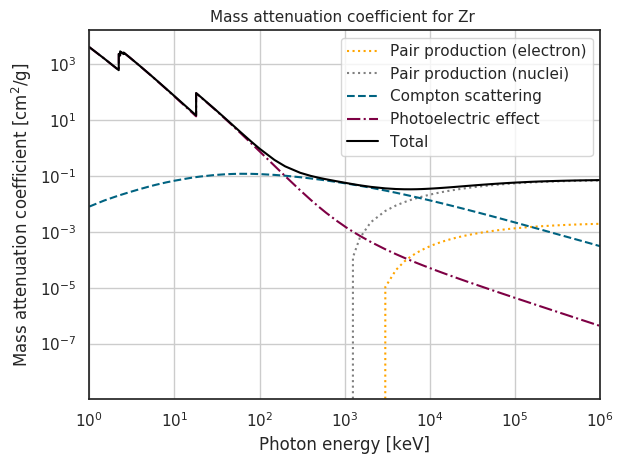 Mass attenuation coefficient for Zr
Mass attenuation coefficient [cm²/g]
10³
10¹
10⁻¹
10⁻³
10⁻⁵
10⁻⁷
Pair production (electron)
Pair production (nuclei)
Compton scattering
Photoelectric effect
Total
10⁰ 10¹ 10² 10³ 10⁴ 10⁵ 10⁶
Photon energy [keV]